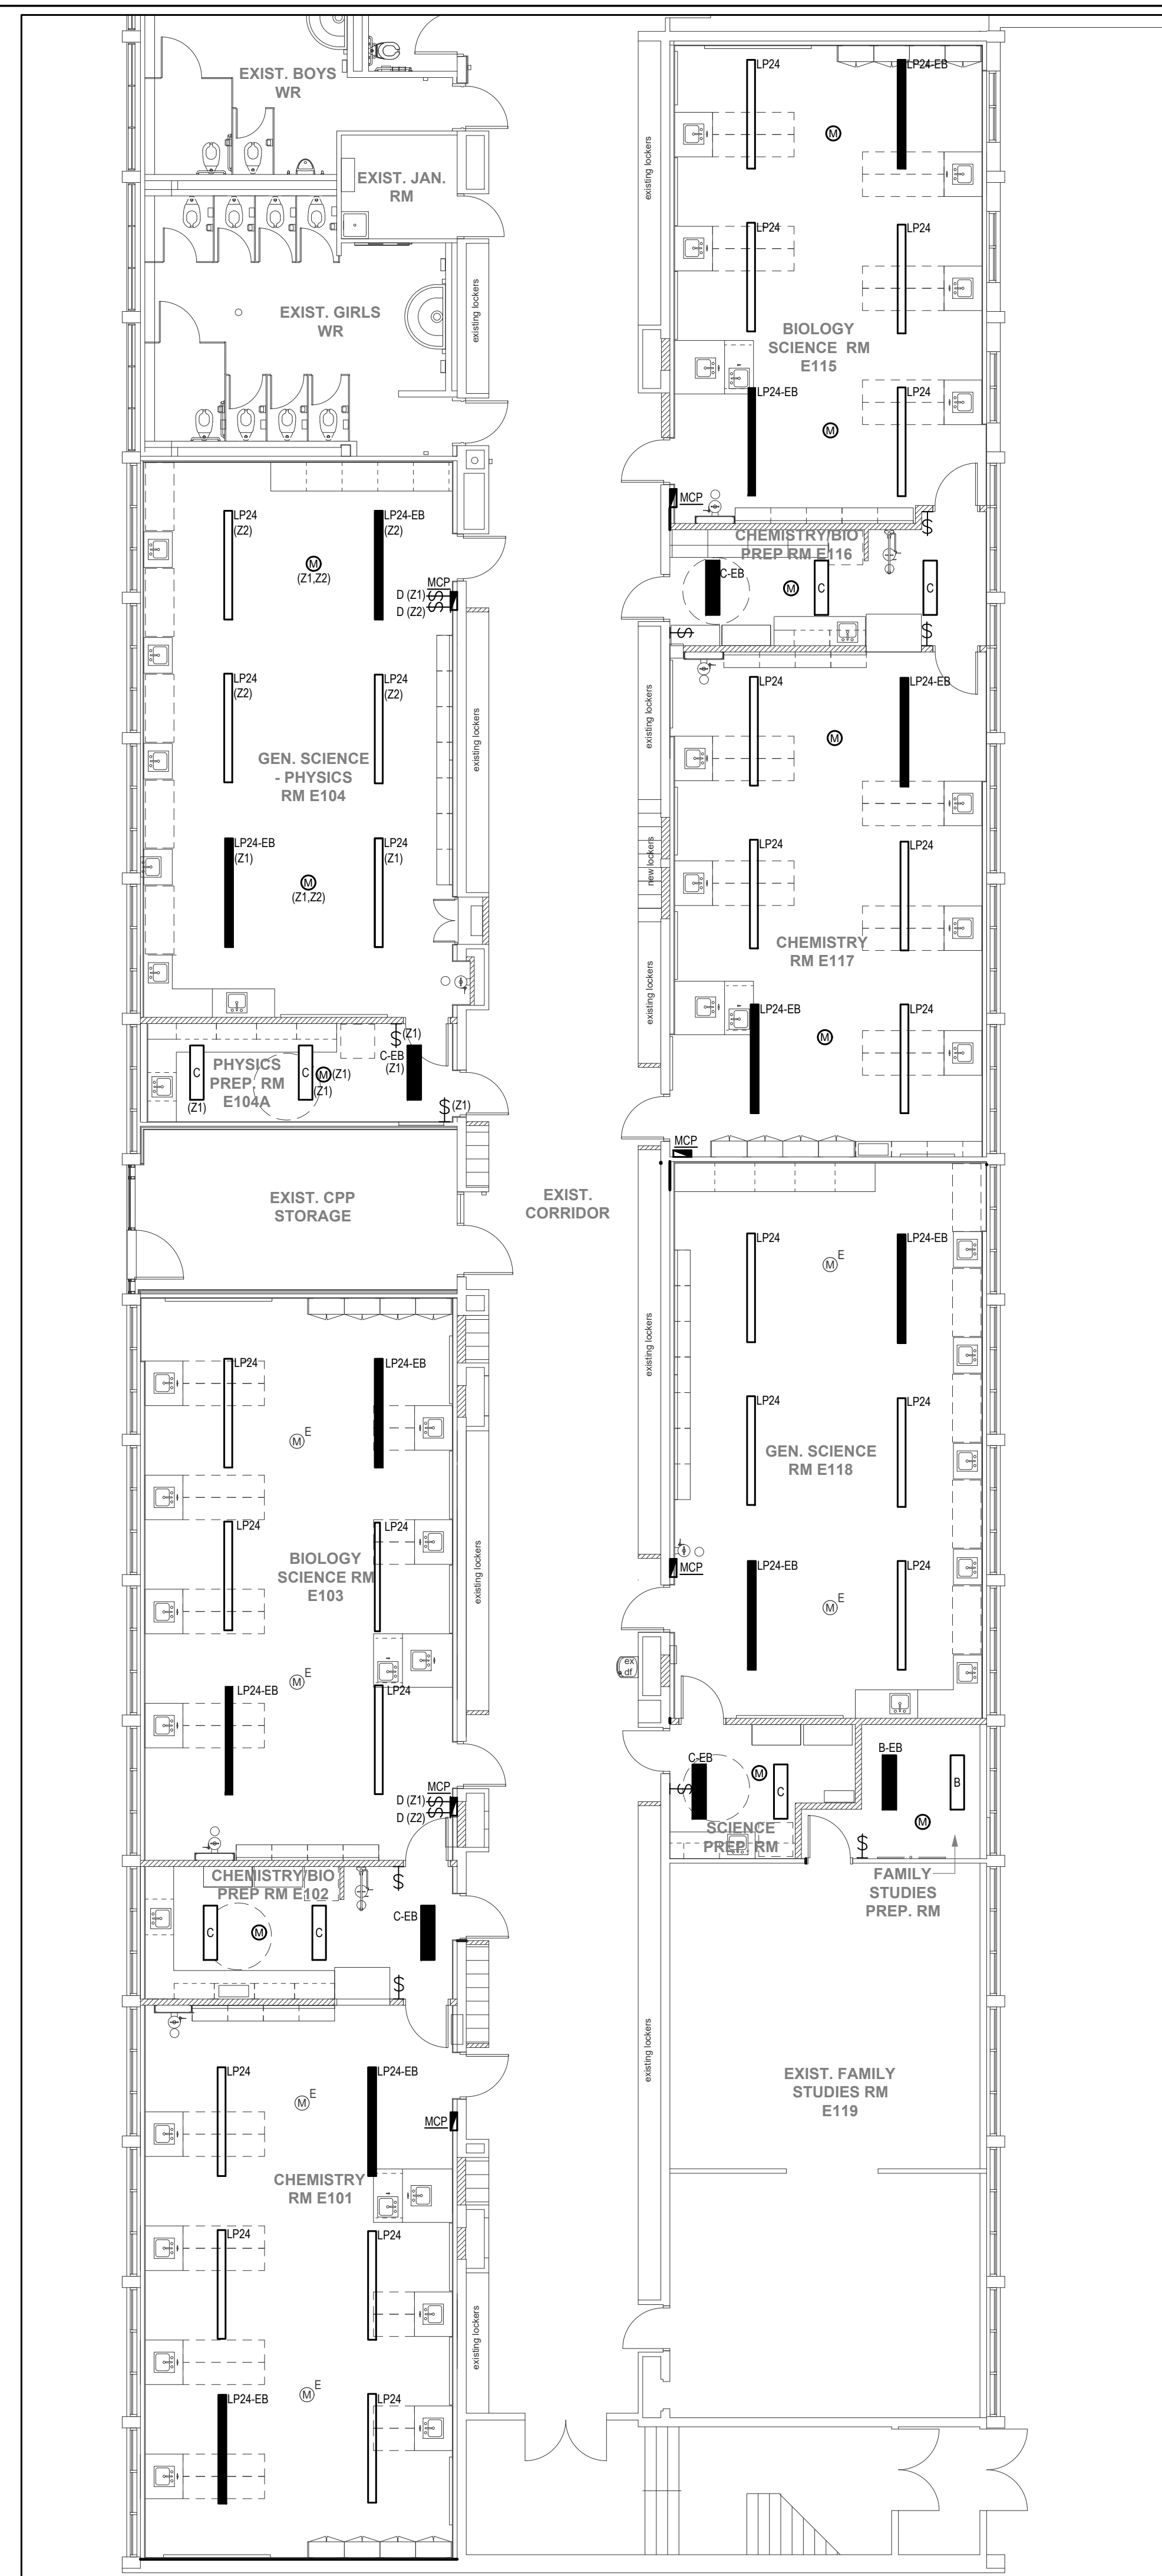 EXIST. BOYS
WR
EXIST. JAN.
RM
EXIST. GIRLS
WR
existing lockers
LP24
(Z2)
LP24-EB
(Z2)
M
(Z1,Z2)
MCP
D (Z1)
D (Z2)
LP24
(Z2)
LP24
(Z2)
GEN. SCIENCE
- PHYSICS
RM E104
existing lockers
LP24-EB
(Z1)
LP24
(Z1)
M
(Z1,Z2)
$(Z1)
C
(Z1)
PHYSICS
PREP. RM
E104A
C
(Z1)
M (Z1)
C-EB
(Z1)
$(Z1)
EXIST. CPP
STORAGE
EXIST.
CORRIDOR
LP24
LP24-EB
M E
LP24
LP24
BIOLOGY
SCIENCE RM
E103
existing lockers
M E
LP24-EB
LP24
MCP
D (Z1)
D (Z2)
CHEMISTRY/BIO
PREP RM E102
$
C
M
C
C-EB
$
LP24
LP24-EB
M E
MCP
CHEMISTRY
RM E101
LP24
LP24
existing lockers
M E
LP24-EB
LP24
LP24
LP24-EB
M
existing lockers
LP24
LP24
BIOLOGY
SCIENCE RM
E115
LP24-EB
LP24
M
MCP
$
CHEMISTRY/BIO
PREP RM E116
C-EB
M
C
C
$
$
existing lockers
LP24
LP24-EB
M
new lockers
LP24
LP24
CHEMISTRY
RM E117
existing lockers
LP24-EB
LP24
M
MCP
LP24
LP24-EB
M E
existing lockers
LP24
LP24
GEN. SCIENCE
RM E118
MCP
LP24-EB
LP24
M E
ex
df
C-EB
$
M
C
SCIENCE
PREP. RM
B-EB
B
M
$
FAMILY
STUDIES
PREP. RM
existing lockers
EXIST. FAMILY
STUDIES RM
E119